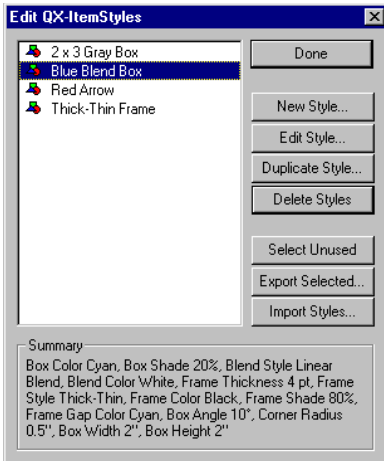 Edit QX-ItemStyles
2 x 3 Gray Box
Blue Blend Box
Red Arrow
Thick-Thin Frame
Done
New Style...
Edit Style...
Duplicate Style...
Delete Styles
Select Unused
Export Selected...
Import Styles...
Summary
Box Color Cyan, Box Shade 20%, Blend Style Linear
Blend, Blend Color White, Frame Thickness 4 pt, Frame
Style Thick-Thin, Frame Color Black, Frame Shade 80%,
Frame Gap Color Cyan, Box Angle 10°, Corner Radius
0.5", Box Width 2", Box Height 2"